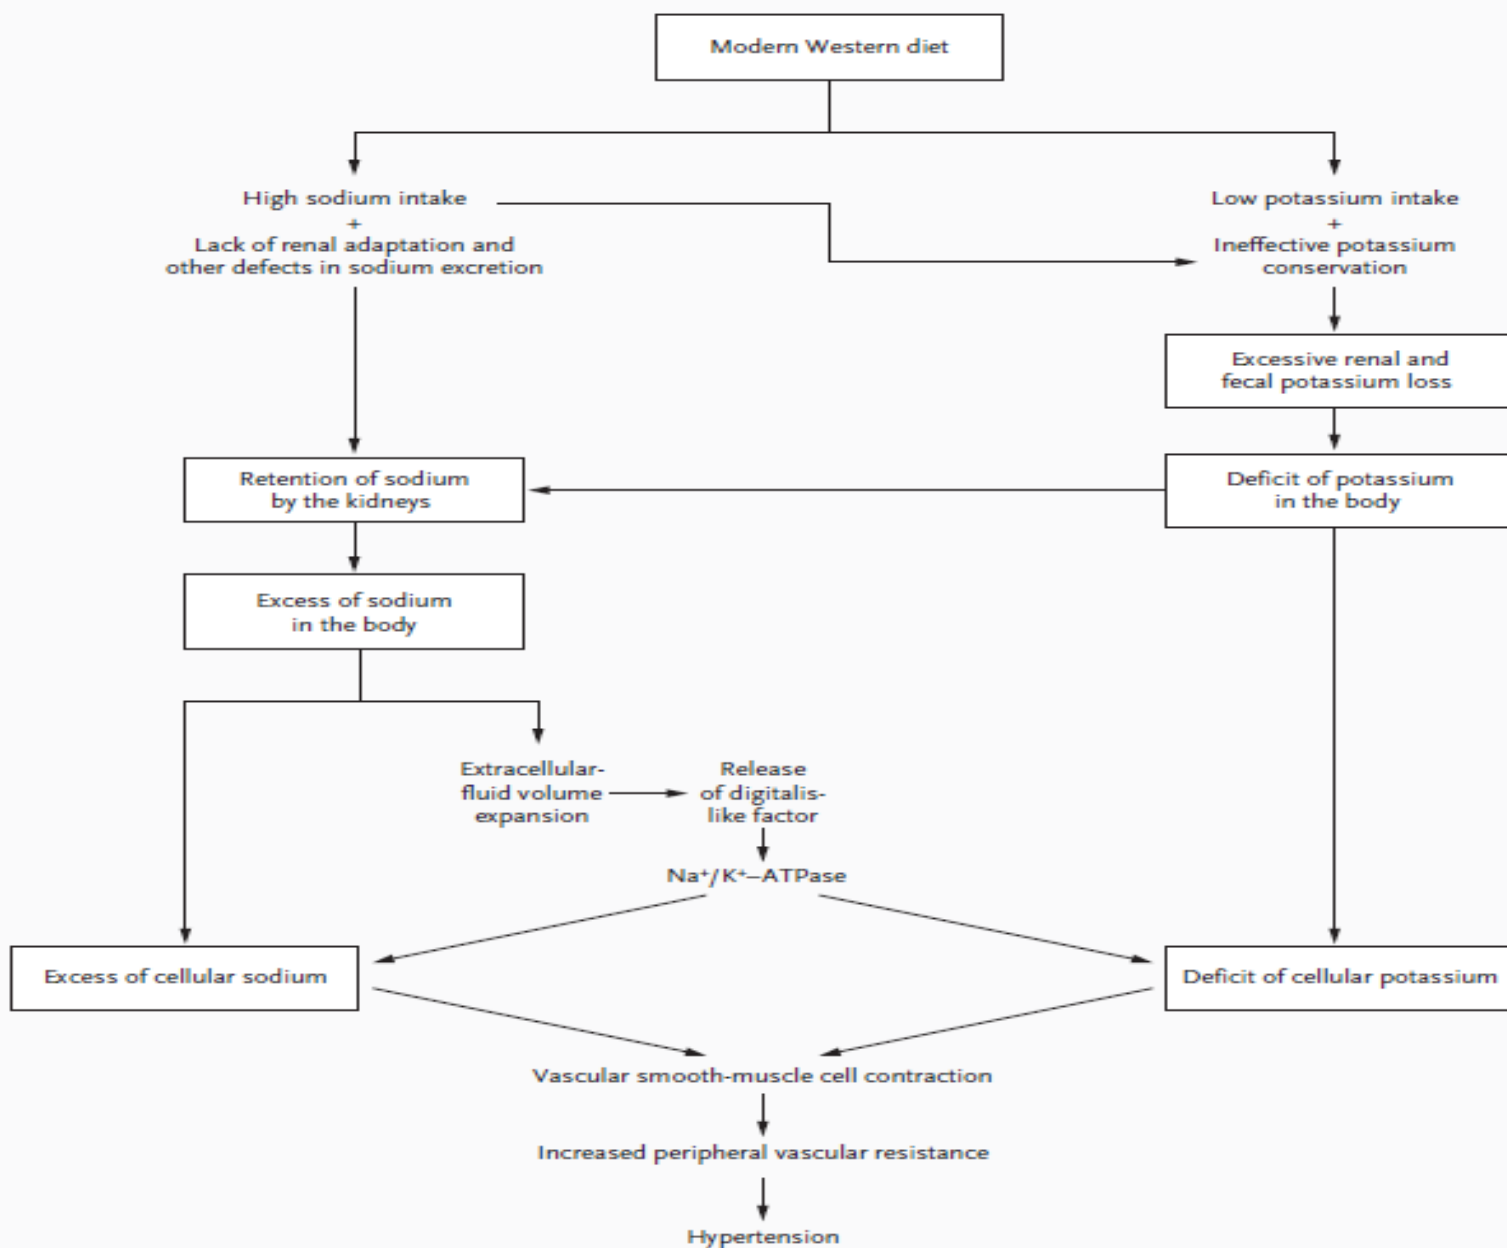 Modern Western diet
High sodium intake
+
Lack of renal adaptation and
other defects in sodium excretion
Low potassium intake
+
Ineffective potassium
conservation
Excessive renal and
fecal potassium loss
Retention of sodium
by the kidneys
Deficit of potassium
in the body
Excess of sodium
in the body
Extracellular-
fluid volume
expansion
Release
of digitalis-
like factor
Na⁺/K⁺–ATPase
Excess of cellular sodium
Deficit of cellular potassium
Vascular smooth-muscle cell contraction
Increased peripheral vascular resistance
Hypertension